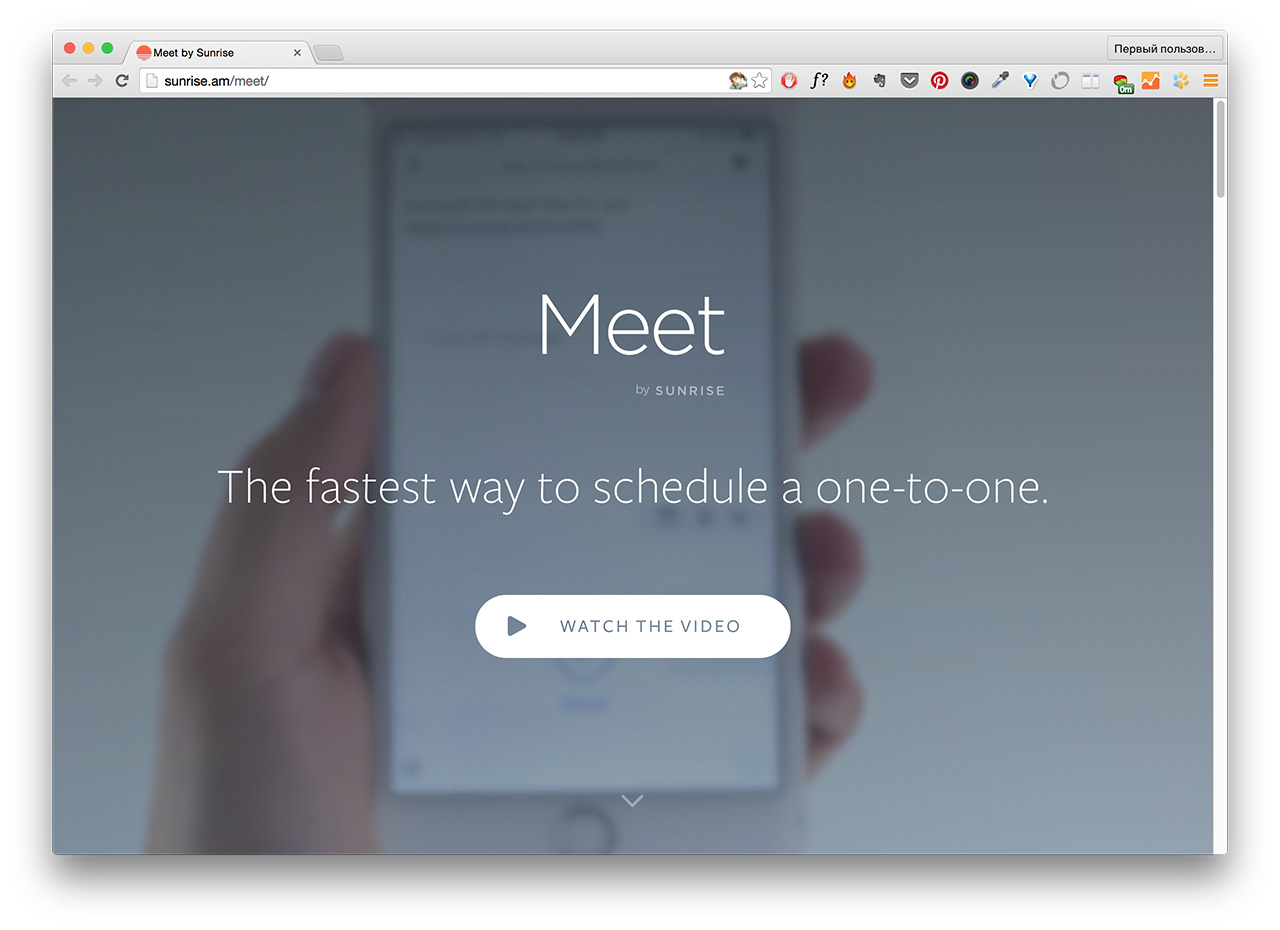 Meet by Sunrise
Первый пользов...
sunrise.am/meet/
f?
0m
Meet
by SUNRISE
The fastest way to schedule a one-to-one.
WATCH THE VIDEO